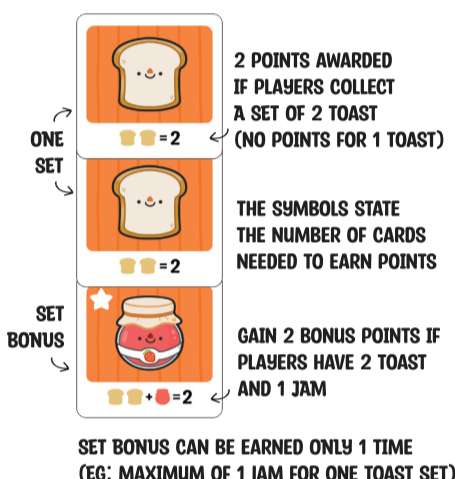 2 POINTS AWARDED
IF PLAYERS COLLECT
A SET OF 2 TOAST
(NO POINTS FOR 1 TOAST)
=2
ONE
SET
THE SYMBOLS STATE
THE NUMBER OF CARDS
NEEDED TO EARN POINTS
=2
SET
BONUS
GAIN 2 BONUS POINTS IF
PLAYERS HAVE 2 TOAST
AND 1 JAM
+ =2
SET BONUS CAN BE EARNED ONLY 1 TIME
(EG: MAXIMUM OF 1 JAM FOR ONE TOAST SET)